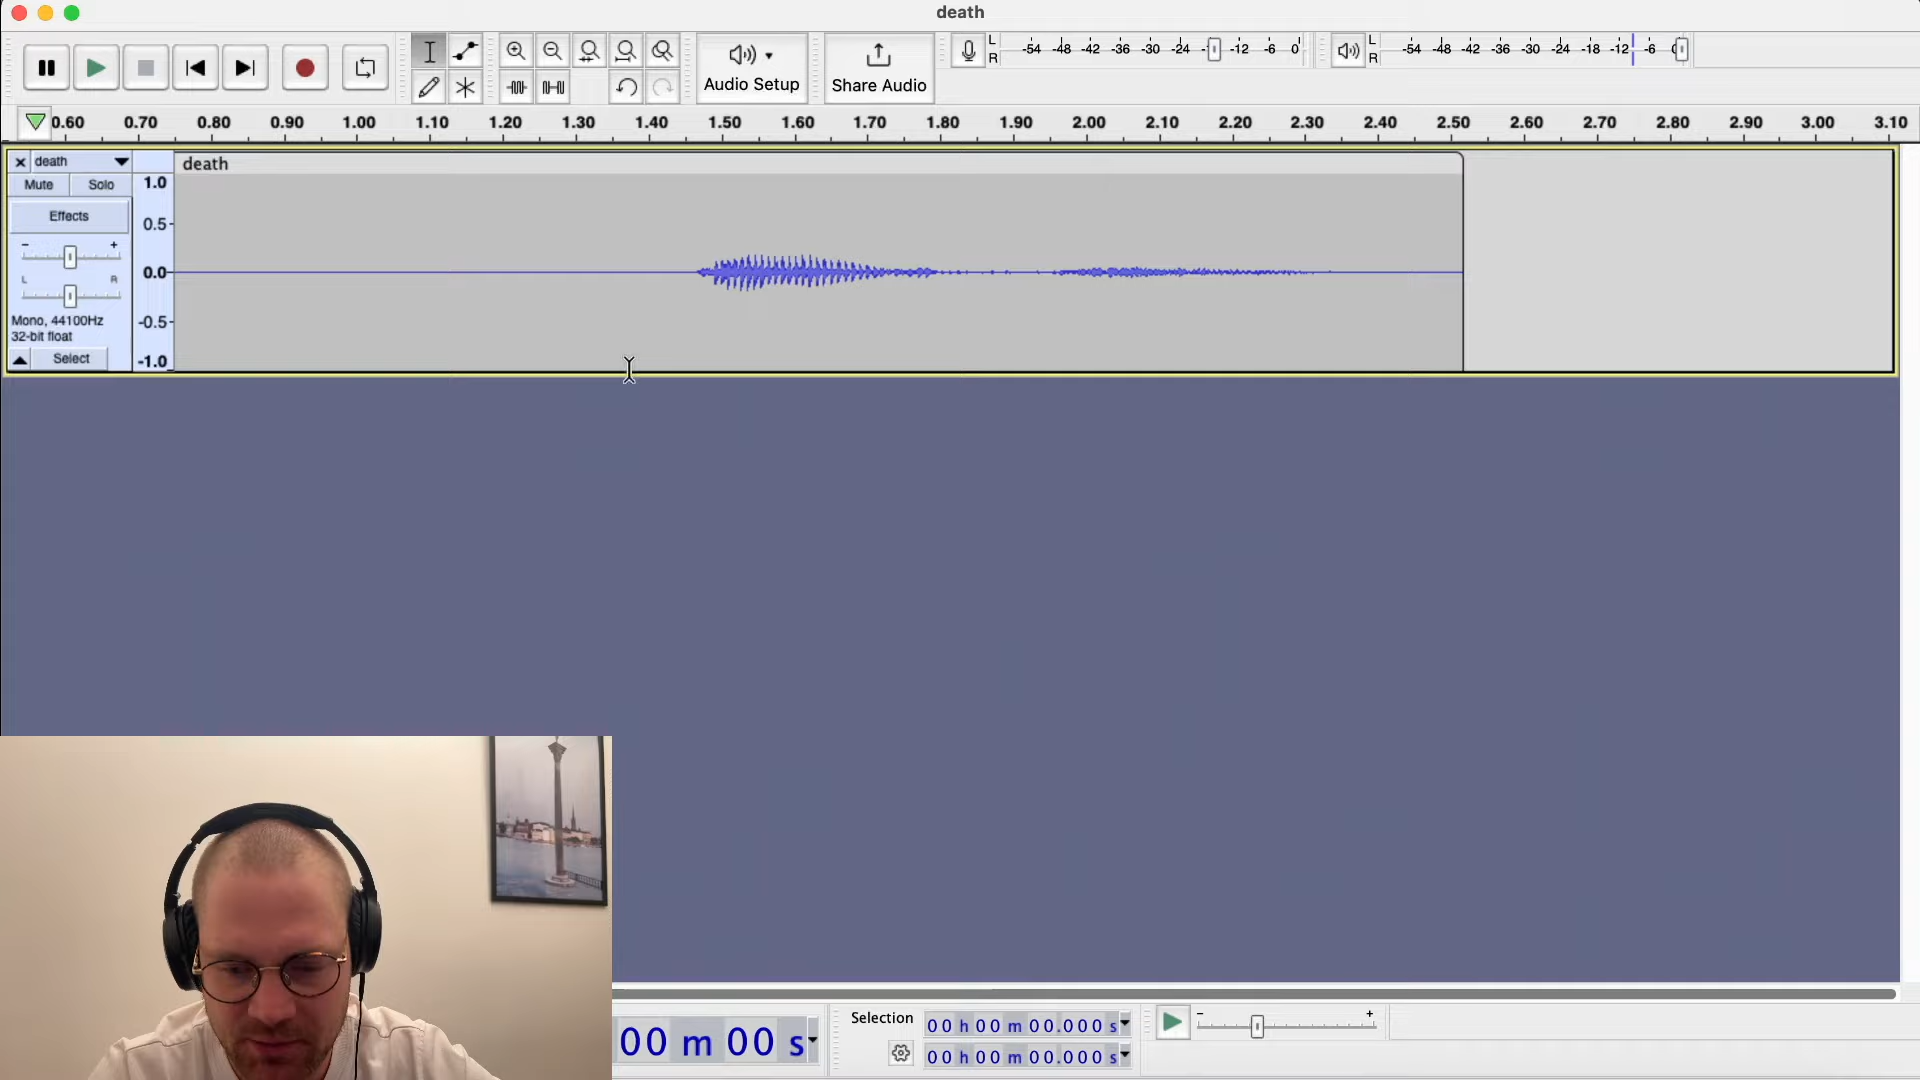 death
Audio Setup
Share Audio
L
R
-54 -48 -42 -36 -30 -24 -12 -6 0
L
R
-54 -48 -42 -36 -30 -24 -18 -12 -6
0.60 0.70 0.80 0.90 1.00 1.10 1.20 1.30 1.40 1.50 1.60 1.70 1.80 1.90 2.00 2.10 2.20 2.30 2.40 2.50 2.60 2.70 2.80 2.90 3.00 3.10
death
death
Mute Solo
Effects
- +
L R
Mono, 44100Hz
32-bit float
Select
1.0
0.5
0.0
-0.5
-1.0
00 m 00 s
Selection
00 h 00 m 00.000 s
00 h 00 m 00.000 s
- +